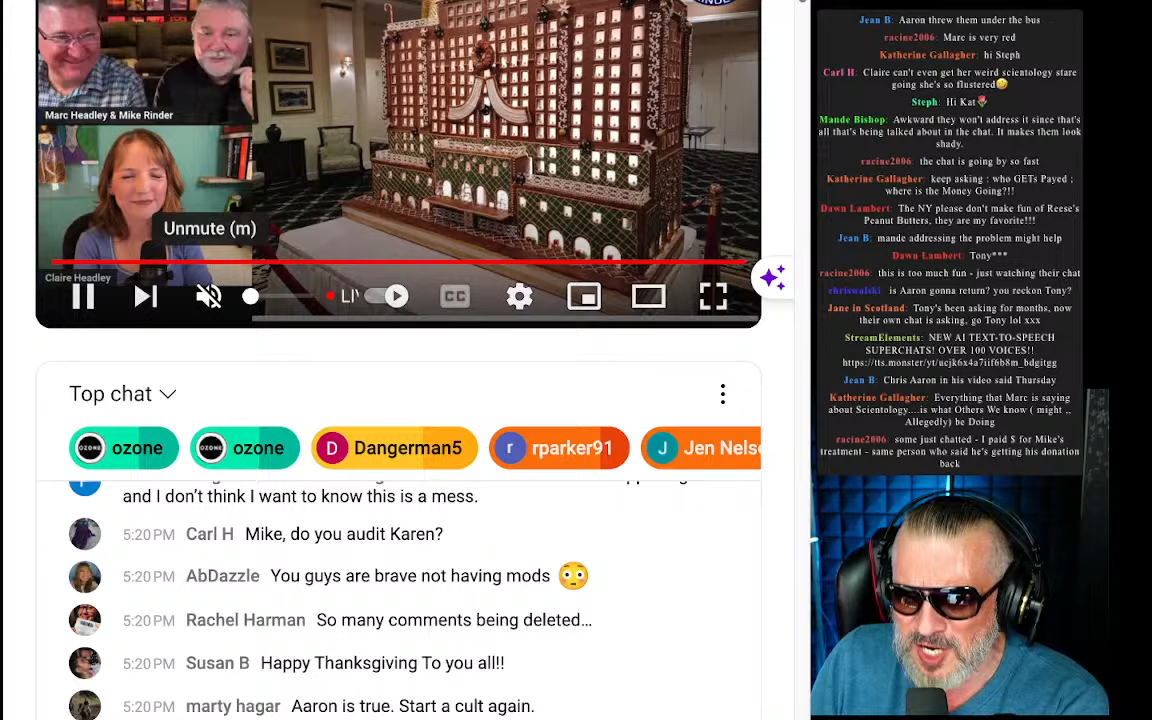 Marc Headley & Mike Rinder
Unmute (m)
Claire Headley
CC
Top chat
ozone
ozone
Dangerman5
rparker91
Jen Nels
and I don’t think I want to know this is a mess.
5:20 PM Carl H Mike, do you audit Karen?
5:20 PM AbDazzle You guys are brave not having mods 😳
5:20 PM Rachel Harman So many comments being deleted...
5:20 PM Susan B Happy Thanksgiving To you all!!
5:20 PM marty hagar Aaron is true. Start a cult again.
Jean B: Aaron threw them under the bus
racine2006: Marc is very red
Katherine Gallagher: hi Steph
Carl H: Claire can't even get her weird scientology stare
going she's so flustered🤣
Steph: Hi Kat🌷
Mande Bishop: Awkward they won't address it since that's
all that's being talked about in the chat. It makes them look
shady.
racine2006: the chat is going by so fast
Katherine Gallagher: keep asking : who GETs Payed ;
where is the Money Going?!!
Dawn Lambert: The NY please don't make fun of Reese's
Peanut Butters, they are my favorite!!!
Jean B: mande addressing the problem might help
Dawn Lambert: Tony***
racine2006: this is too much fun - just watching their chat
chriswalski: is Aaron gonna return? you reckon Tony?
Jane in Scotland: Tony's been asking for months, now
their own chat is asking, go Tony lol xxx
StreamElements: NEW AI TEXT-TO-SPEECH
SUPERCHATS! OVER 100 VOICES!!
https://tts.monster/yt/ucjk6x4a7iif6b8m_bdgitgg
Jean B: Chris Aaron in his video said Thursday
Katherine Gallagher: Everything that Marc is saying
about Scientology....is what Others We know ( might ,,
Allegedly) be Doing
racine2006: some just chatted - I paid $ for Mike's
treatment - same person who said he's getting his donation
back